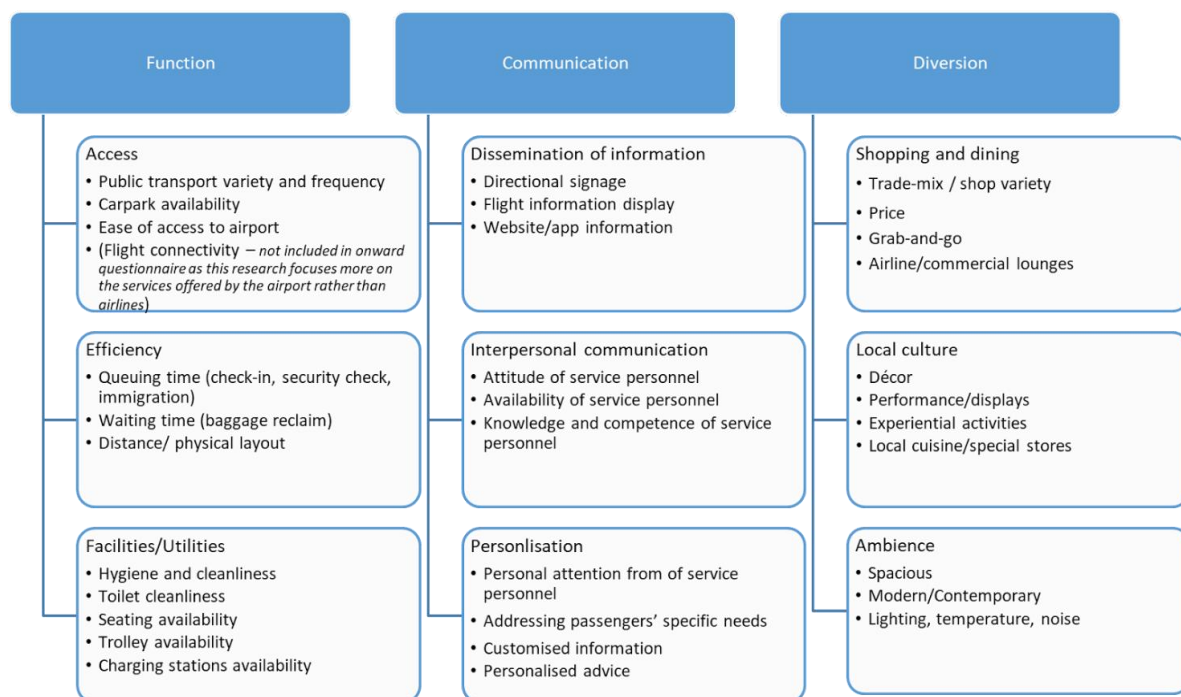 Function
Access
• Public transport variety and frequency
• Carpark availability
• Ease of access to airport
• (Flight connectivity – not included in onward
questionnaire as this research focuses more on
the services offered by the airport rather than
airlines)
Efficiency
• Queuing time (check-in, security check,
immigration)
• Waiting time (baggage reclaim)
• Distance/ physical layout
Facilities/Utilities
• Hygiene and cleanliness
• Toilet cleanliness
• Seating availability
• Trolley availability
• Charging stations availability
Communication
Dissemination of information
• Directional signage
• Flight information display
• Website/app information
Interpersonal communication
• Attitude of service personnel
• Availability of service personnel
• Knowledge and competence of service
personnel
Personlisation
• Personal attention from of service
personnel
• Addressing passengers’ specific needs
• Customised information
• Personalised advice
Diversion
Shopping and dining
• Trade-mix / shop variety
• Price
• Grab-and-go
• Airline/commercial lounges
Local culture
• Décor
• Performance/displays
• Experiential activities
• Local cuisine/special stores
Ambience
• Spacious
• Modern/Contemporary
• Lighting, temperature, noise